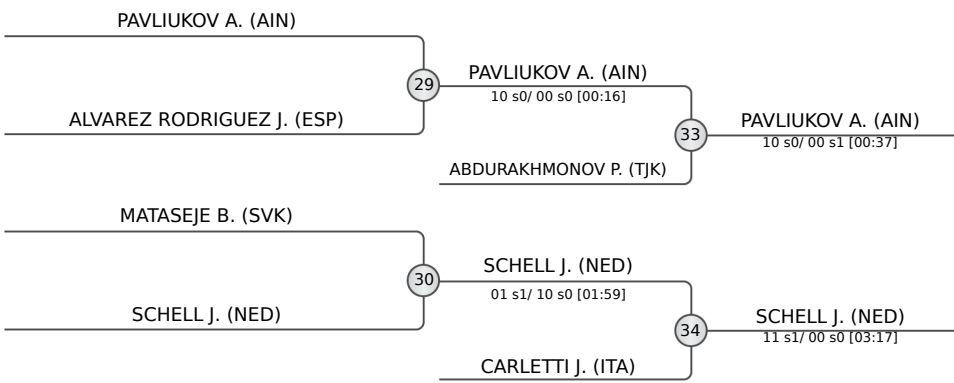 PAVLIUKOV A. (AIN)
29
ALVAREZ RODRIGUEZ J. (ESP)
PAVLIUKOV A. (AIN)
10 s0/ 00 s0 [00:16]
33
ABDURAKHMONOV P. (TJK)
PAVLIUKOV A. (AIN)
10 s0/ 00 s1 [00:37]
MATASEJE B. (SVK)
30
SCHELL J. (NED)
SCHELL J. (NED)
01 s1/ 10 s0 [01:59]
34
CARLETTI J. (ITA)
SCHELL J. (NED)
11 s1/ 00 s0 [03:17]